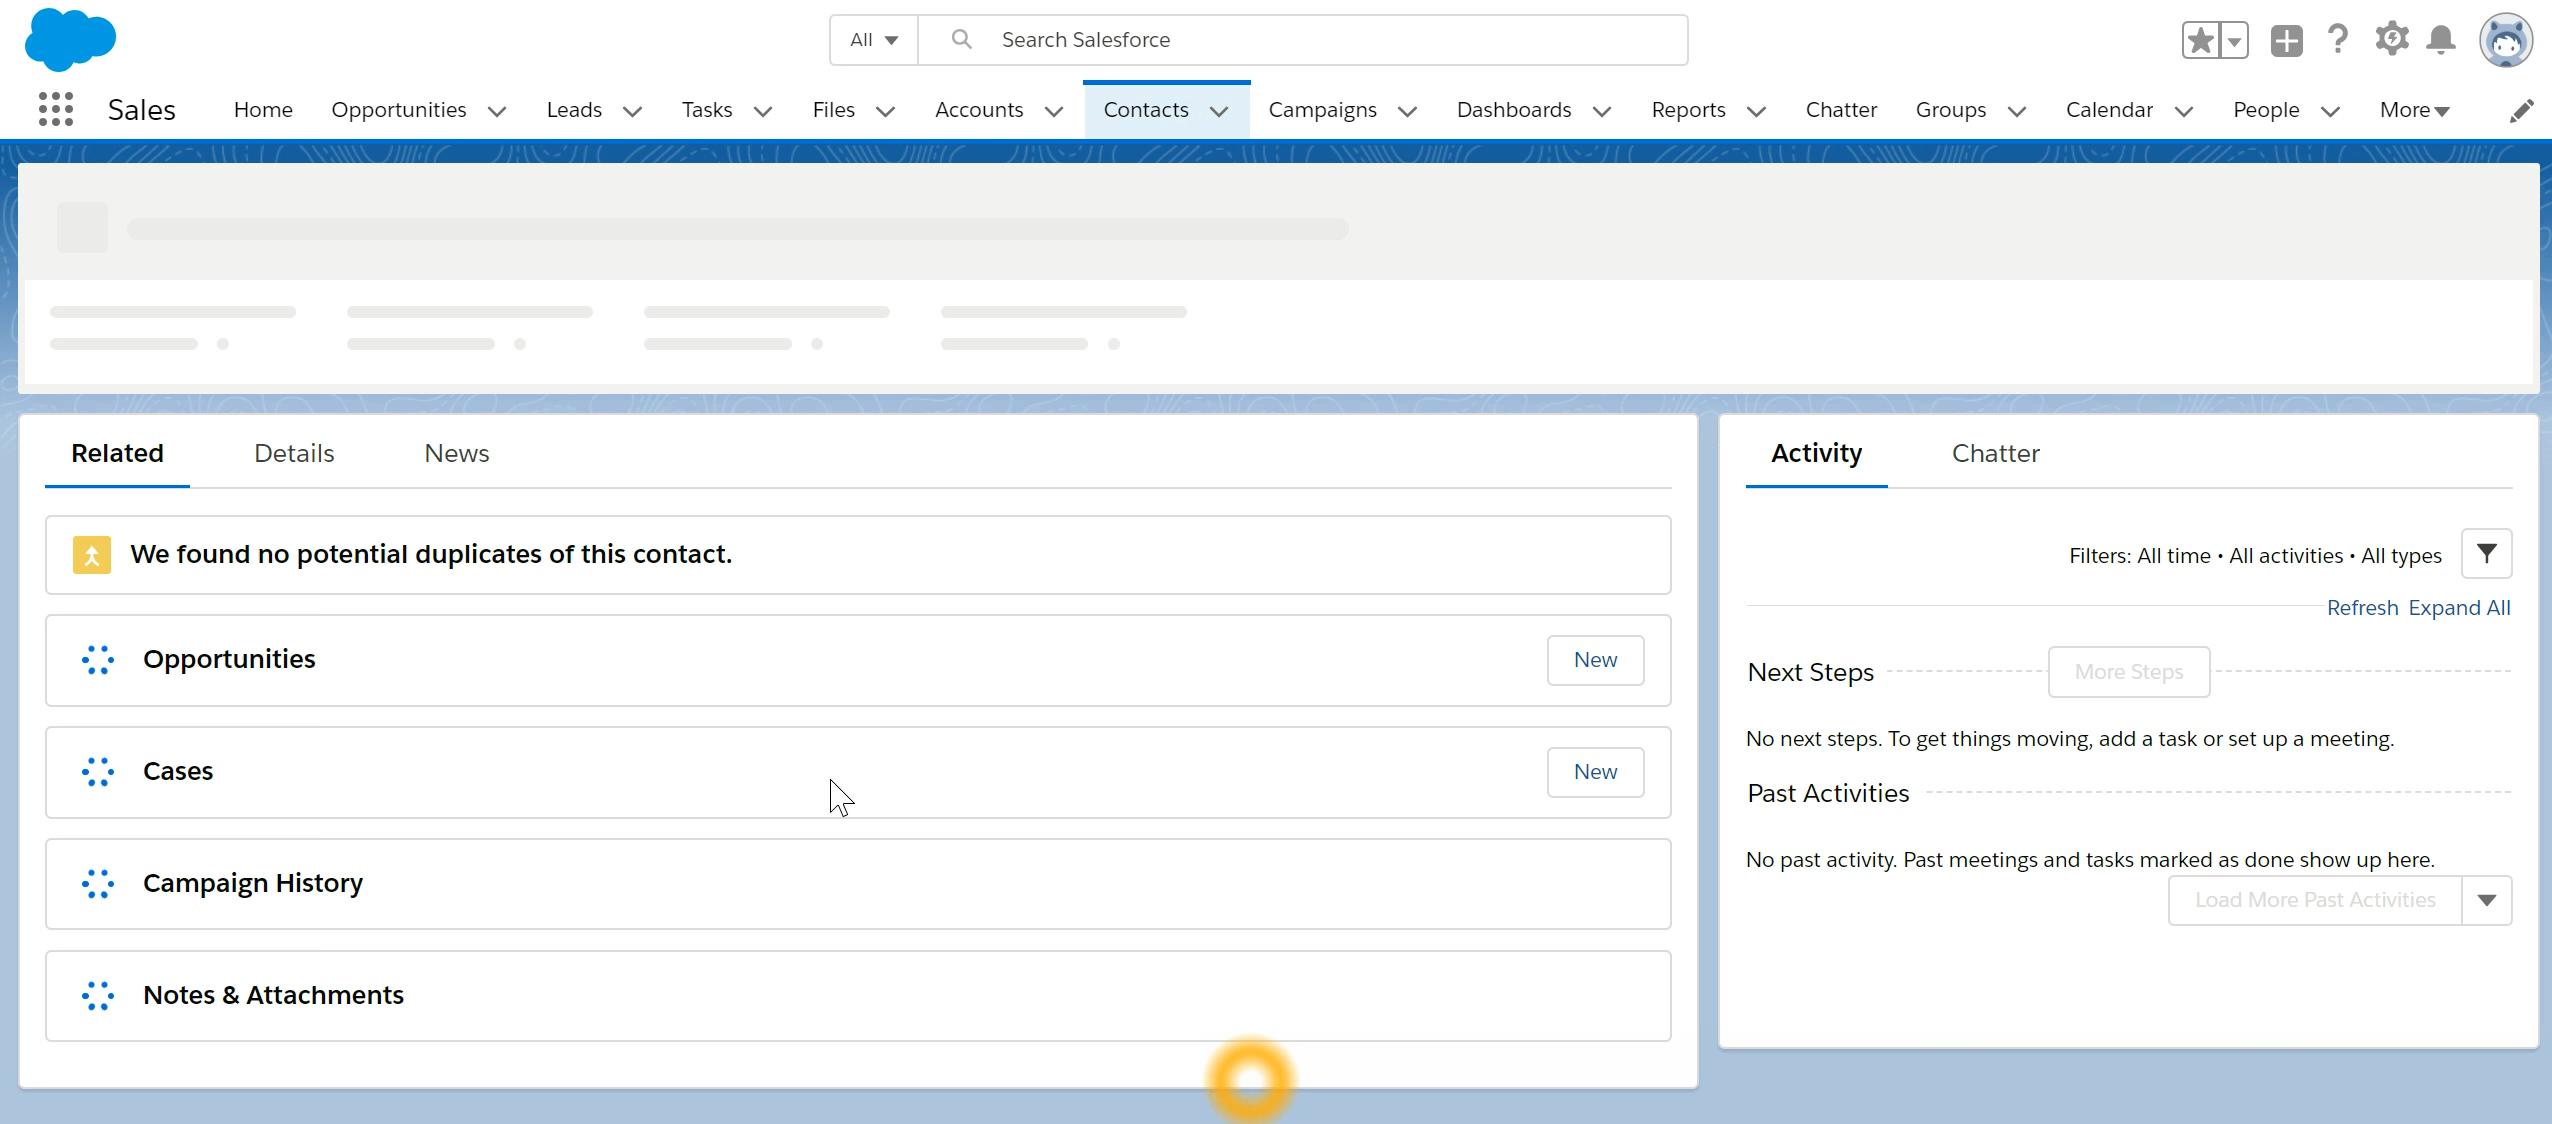 All
Search Salesforce
Sales
Home
Opportunities
Leads
Tasks
Files
Accounts
Contacts
Campaigns
Dashboards
Reports
Chatter
Groups
Calendar
People
More
Related
Details
News
We found no potential duplicates of this contact.
Opportunities
New
Cases
New
Campaign History
Notes & Attachments
Activity
Chatter
Filters: All time • All activities • All types
Refresh
Expand All
Next Steps
More Steps
No next steps. To get things moving, add a task or set up a meeting.
Past Activities
No past activity. Past meetings and tasks marked as done show up here.
Load More Past Activities